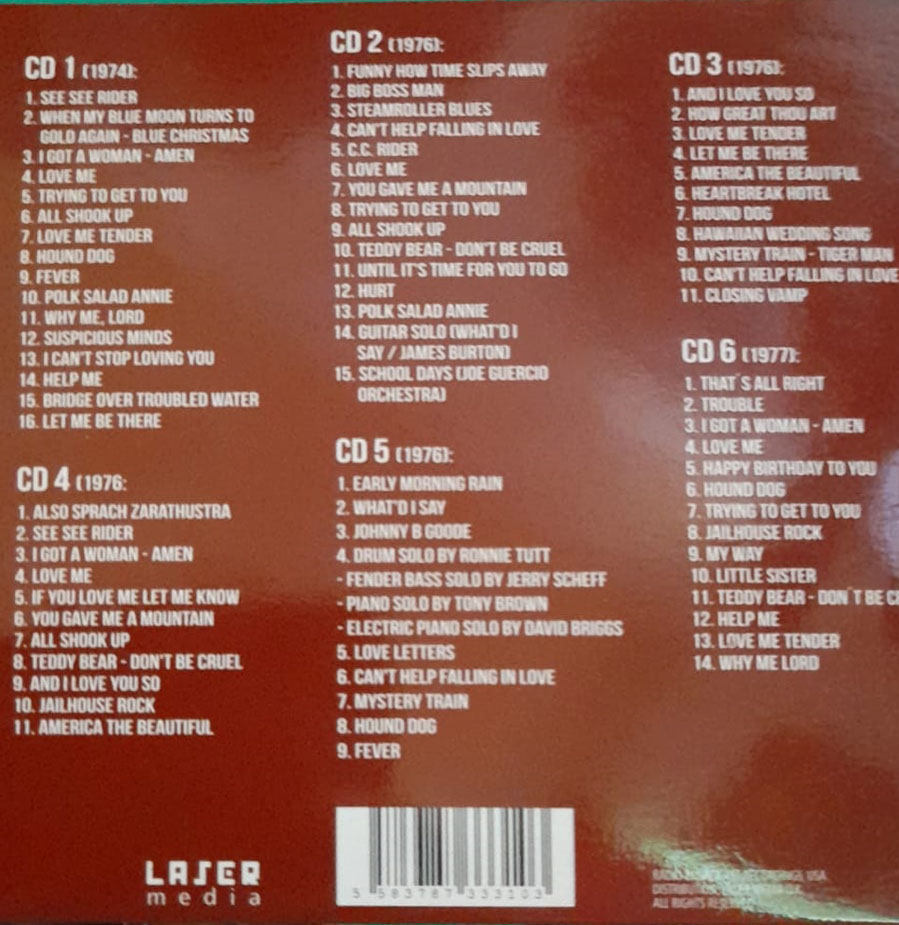 CD 1 (1974):
1. SEE SEE RIDER
2. WHEN MY BLUE MOON TURNS TO
GOLD AGAIN - BLUE CHRISTMAS
3. I GOT A WOMAN - AMEN
4. LOVE ME
5. TRYING TO GET TO YOU
6. ALL SHOOK UP
7. LOVE ME TENDER
8. HOUND DOG
9. FEVER
10. POLK SALAD ANNIE
11. WHY ME, LORD
12. SUSPICIOUS MINDS
13. I CAN'T STOP LOVING YOU
14. HELP ME
15. BRIDGE OVER TROUBLED WATER
16. LET ME BE THERE
CD 2 (1976):
1. FUNNY HOW TIME SLIPS AWAY
2. BIG BOSS MAN
3. STEAMROLLER BLUES
4. CAN'T HELP FALLING IN LOVE
5. C.C. RIDER
6. LOVE ME
7. YOU GAVE ME A MOUNTAIN
8. TRYING TO GET TO YOU
9. ALL SHOOK UP
10. TEDDY BEAR - DON'T BE CRUEL
11. UNTIL IT'S TIME FOR YOU TO GO
12. HURT
13. POLK SALAD ANNIE
14. GUITAR SOLO (WHAT'D I
SAY / JAMES BURTON)
15. SCHOOL DAYS (JOE GUERCIO
ORCHESTRA)
CD 3 (1976):
1. AND I LOVE YOU SO
2. HOW GREAT THOU ART
3. LOVE ME TENDER
4. LET ME BE THERE
5. AMERICA THE BEAUTIFUL
6. HEARTBREAK HOTEL
7. HOUND DOG
8. HAWAIIAN WEDDING SONG
9. MYSTERY TRAIN - TIGER MAN
10. CAN'T HELP FALLING IN LOVE
11. CLOSING VAMP
CD 4 (1976:
1. ALSO SPRACH ZARATHUSTRA
2. SEE SEE RIDER
3. I GOT A WOMAN - AMEN
4. LOVE ME
5. IF YOU LOVE ME LET ME KNOW
6. YOU GAVE ME A MOUNTAIN
7. ALL SHOOK UP
8. TEDDY BEAR - DON'T BE CRUEL
9. AND I LOVE YOU SO
10. JAILHOUSE ROCK
11. AMERICA THE BEAUTIFUL
CD 5 (1976):
1. EARLY MORNING RAIN
2. WHAT'D I SAY
3. JOHNNY B GOODE
4. DRUM SOLO BY RONNIE TUTT
- FENDER BASS SOLO BY JERRY SCHEFF
- PIANO SOLO BY TONY BROWN
- ELECTRIC PIANO SOLO BY DAVID BRIGGS
5. LOVE LETTERS
6. CAN'T HELP FALLING IN LOVE
7. MYSTERY TRAIN
8. HOUND DOG
9. FEVER
CD 6 (1977):
1. THAT´S ALL RIGHT
2. TROUBLE
3. I GOT A WOMAN - AMEN
4. LOVE ME
5. HAPPY BIRTHDAY TO YOU
6. HOUND DOG
7. TRYING TO GET TO YOU
8. JAILHOUSE ROCK
9. MY WAY
10. LITTLE SISTER
11. TEDDY BEAR - DON´T BE
12. HELP ME
13. LOVE ME TENDER
14. WHY ME LORD
LASER
media
5 583787 333103
RADIO USA
ALL RIGHTS